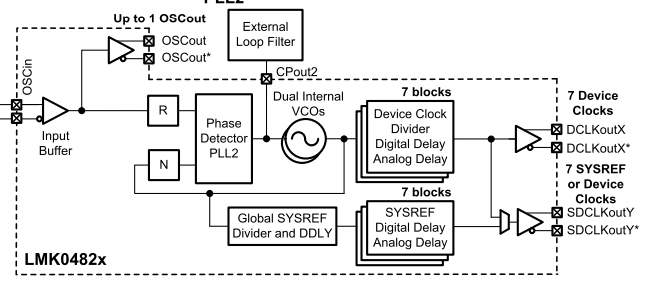 PLL2
Up to 1 OSCout
External
Loop Filter
OSCout
OSCout*
OSCin
CPout2
Input
Buffer
R
N
Phase
Detector
PLL2
Dual Internal
VCOs
7 blocks
Device Clock
Divider
Digital Delay
Analog Delay
7 Device
Clocks
DCLKoutX
DCLKoutX*
7 SYSREF
or Device
Clocks
7 blocks
Global SYSREF
Divider and DDLY
SYSREF
Digital Delay
Analog Delay
SDCLKoutY
SDCLKoutY*
LMK0482x